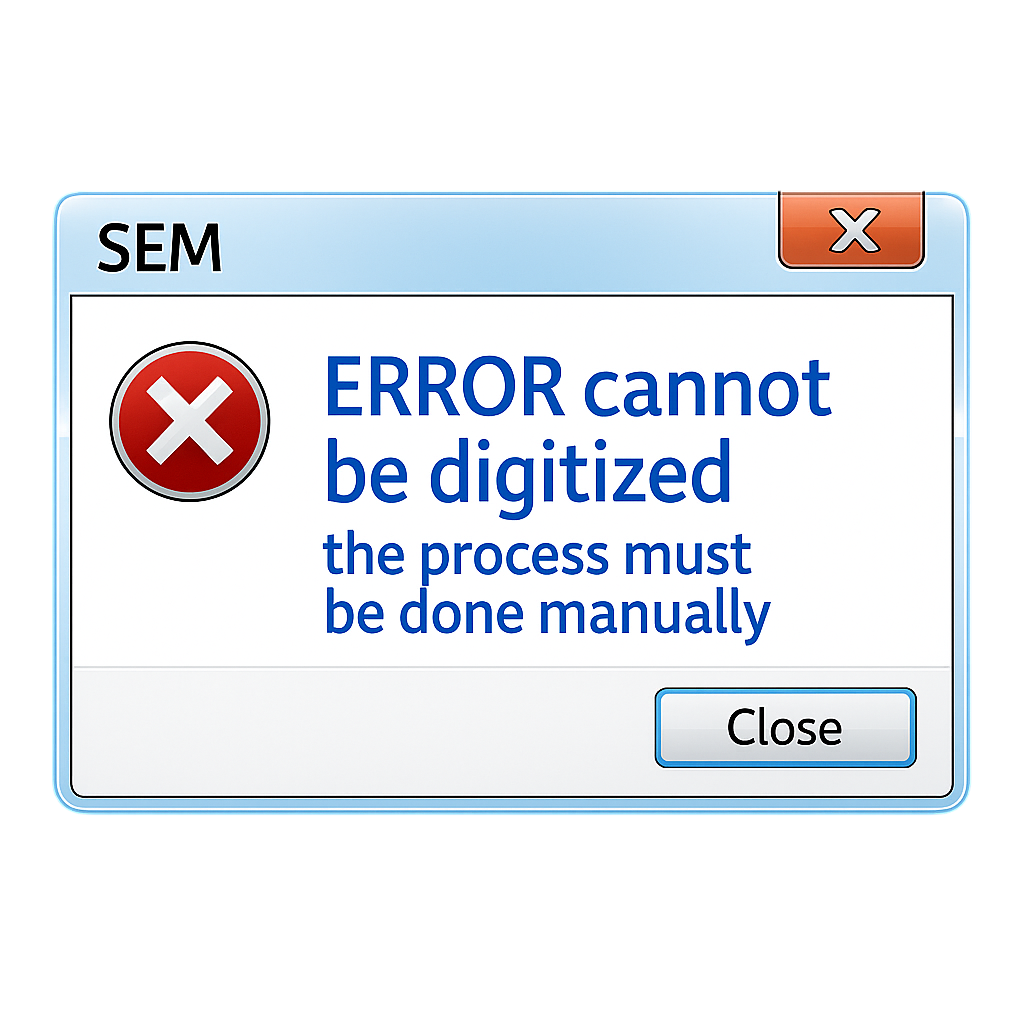 SEM
ERROR cannot
be digitized
the process must
be done manually
Close